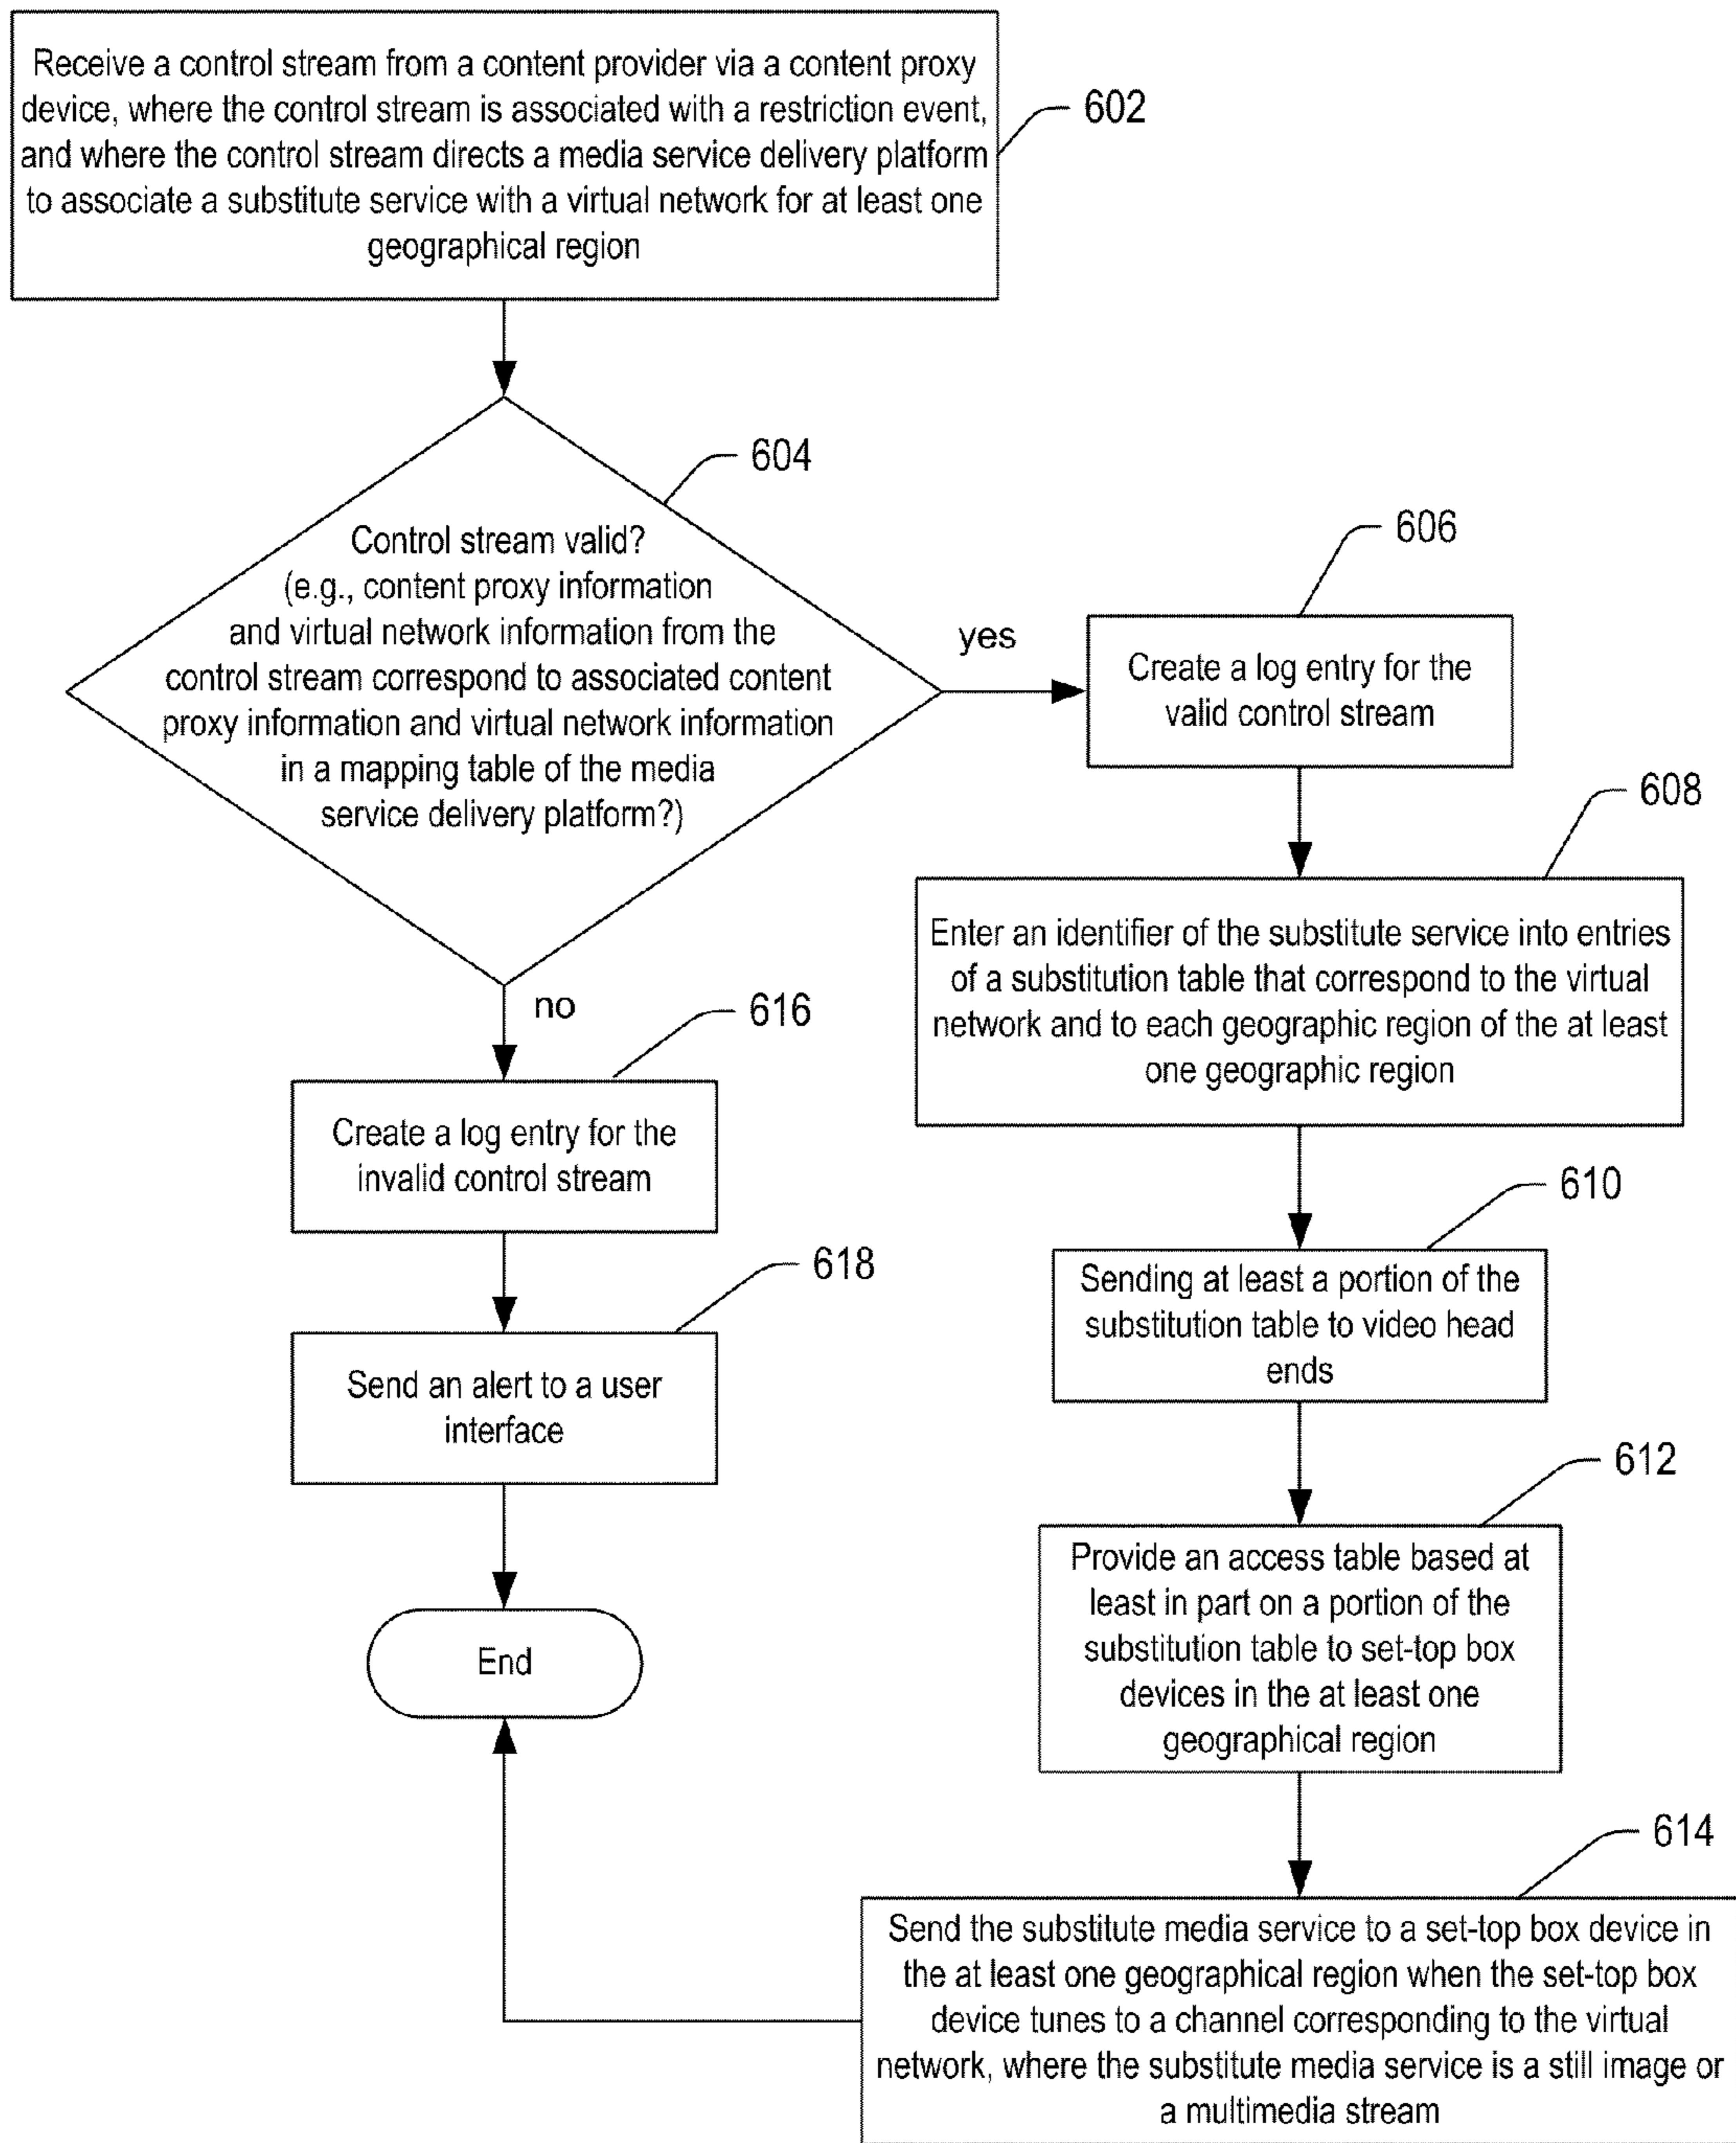 Receive a control stream from a content provider via a content proxy
device, where the control stream is associated with a restriction event,
and where the control stream directs a media service delivery platform
to associate a substitute service with a virtual network for at least one
geographical region
602
604
Control stream valid?
(e.g., content proxy information
and virtual network information from the
control stream correspond to associated content
proxy information and virtual network information
in a mapping table of the media
service delivery platform?)
yes
606
Create a log entry for the
valid control stream
608
Enter an identifier of the substitute service into entries
of a substitution table that correspond to the virtual
network and to each geographic region of the at least
one geographic region
no
616
Create a log entry for the
invalid control stream
610
Sending at least a portion of the
substitution table to video head
ends
618
Send an alert to a user
interface
612
Provide an access table based at
least in part on a portion of the
substitution table to set-top box
devices in the at least one
geographical region
End
614
Send the substitute media service to a set-top box device in
the at least one geographical region when the set-top box
device tunes to a channel corresponding to the virtual
network, where the substitute media service is a still image or
a multimedia stream